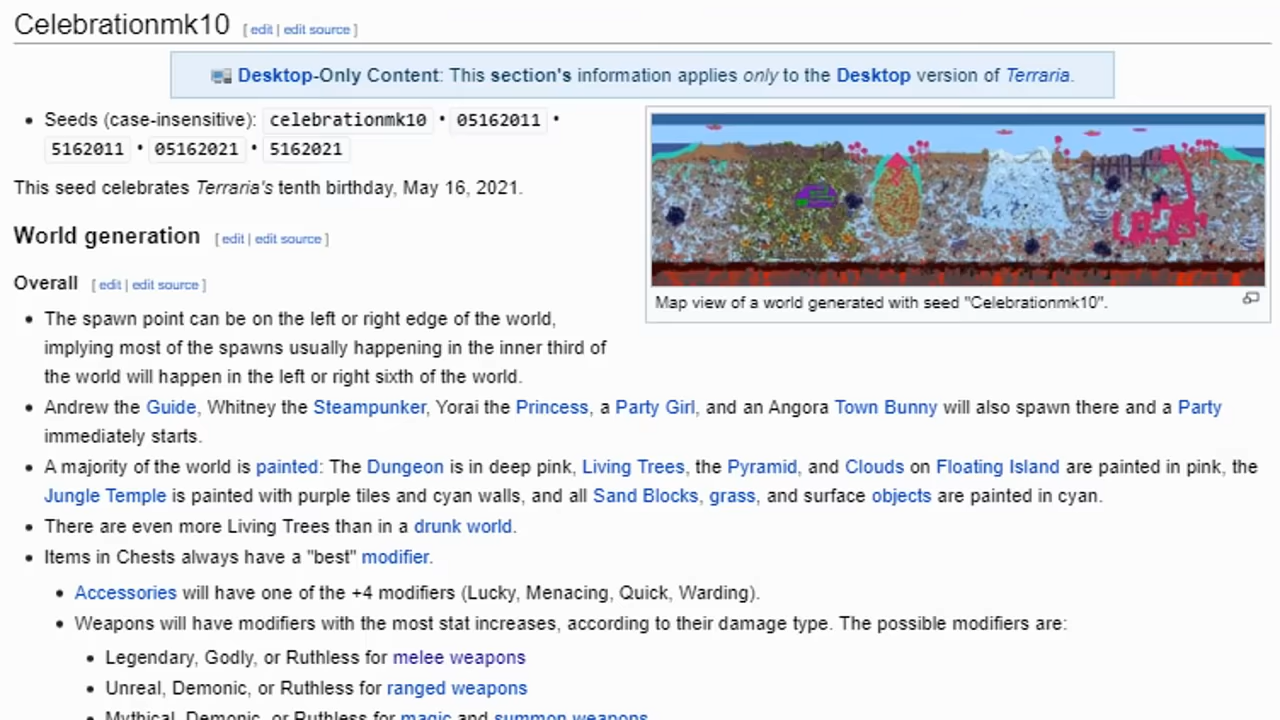 Celebrationmk10 [ edit | edit source ]
Desktop-Only Content: This section's information applies only to the Desktop version of Terraria.
• Seeds (case-insensitive): celebrationmk10 • 05162011 •
5162011 • 05162021 • 5162021
This seed celebrates Terraria's tenth birthday, May 16, 2021.
Map view of a world generated with seed "Celebrationmk10".
World generation [ edit | edit source ]
Overall [ edit | edit source ]
• The spawn point can be on the left or right edge of the world,
implying most of the spawns usually happening in the inner third of
the world will happen in the left or right sixth of the world.
• Andrew the Guide, Whitney the Steampunker, Yorai the Princess, a Party Girl, and an Angora Town Bunny will also spawn there and a Party
immediately starts.
• A majority of the world is painted: The Dungeon is in deep pink, Living Trees, the Pyramid, and Clouds on Floating Island are painted in pink, the
Jungle Temple is painted with purple tiles and cyan walls, and all Sand Blocks, grass, and surface objects are painted in cyan.
• There are even more Living Trees than in a drunk world.
• Items in Chests always have a "best" modifier.
• Accessories will have one of the +4 modifiers (Lucky, Menacing, Quick, Warding).
• Weapons will have modifiers with the most stat increases, according to their damage type. The possible modifiers are:
• Legendary, Godly, or Ruthless for melee weapons
• Unreal, Demonic, or Ruthless for ranged weapons
• Mythical, Demonic, or Ruthless for magic and summon weapons